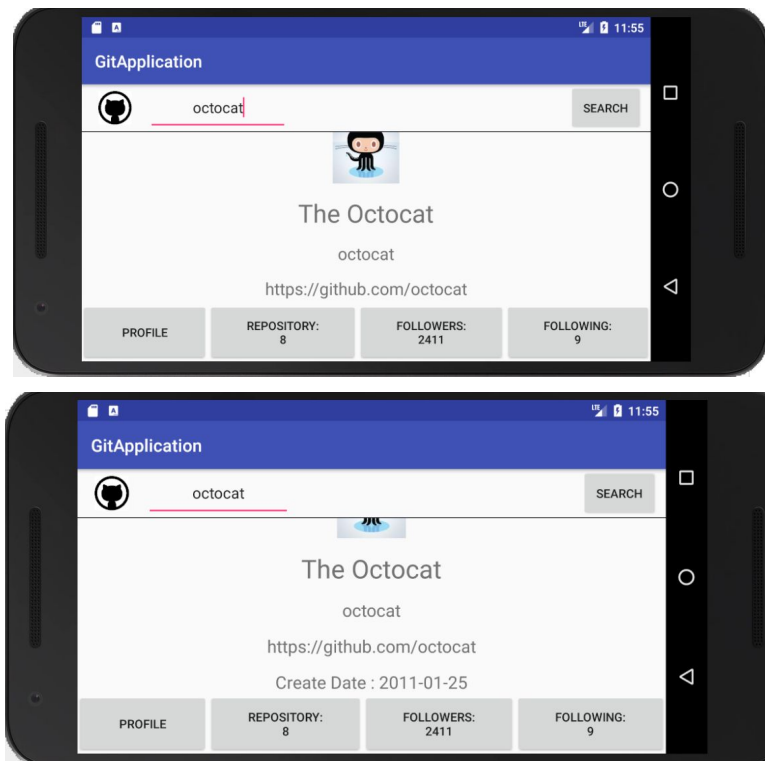 LTE 11:55
GitApplication
octocat SEARCH
The Octocat
octocat
https://github.com/octocat
PROFILE REPOSITORY: FOLLOWERS: FOLLOWING:
8 2411 9
LTE 11:55
GitApplication
octocat SEARCH
The Octocat
octocat
https://github.com/octocat
Create Date : 2011-01-25
PROFILE REPOSITORY: FOLLOWERS: FOLLOWING:
8 2411 9